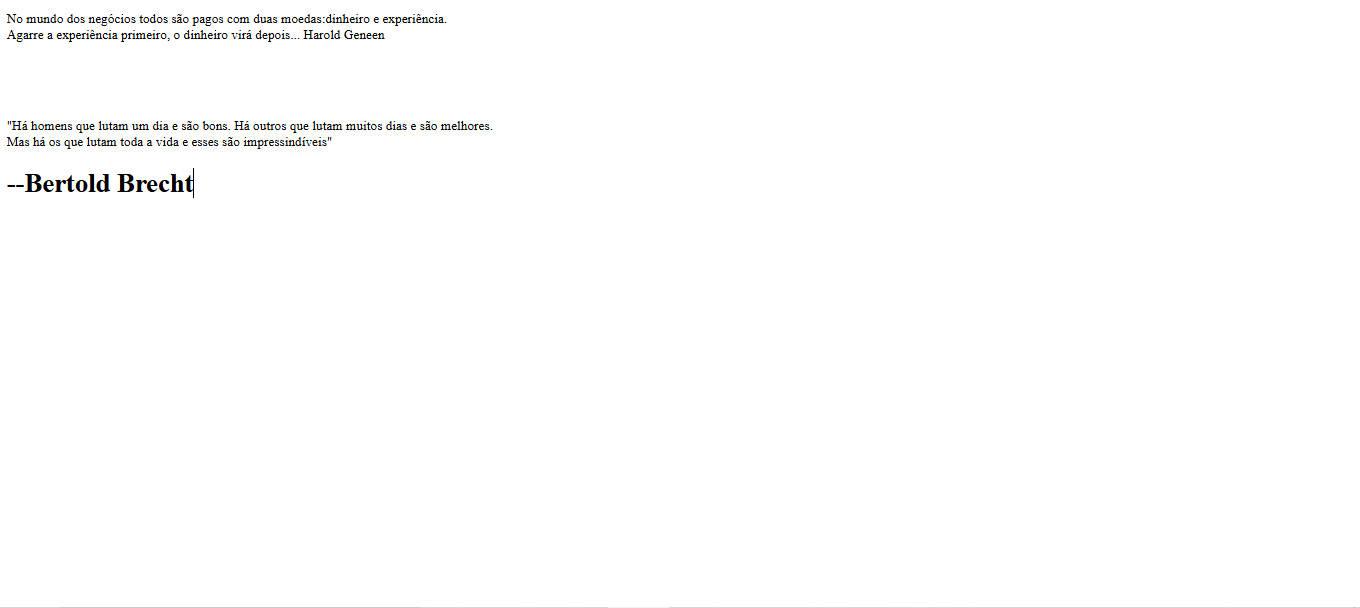 No mundo dos negócios todos são pagos com duas moedas:dinheiro e experiência.
Agarre a experiência primeiro, o dinheiro virá depois... Harold Geneen
"Há homens que lutam um dia e são bons. Há outros que lutam muitos dias e são melhores.
Mas há os que lutam toda a vida e esses são impressindíveis"
--Bertold Brecht